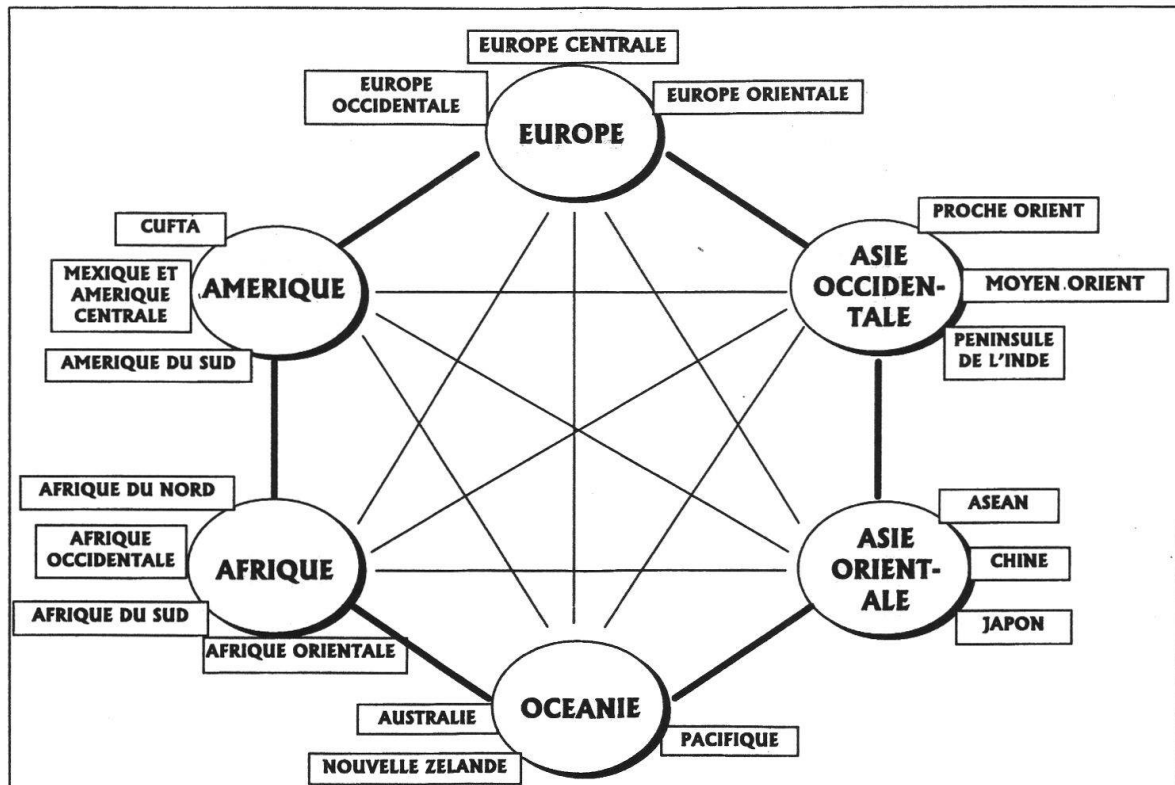 EUROPE CENTRALE
EUROPE
OCCIDENTALE
EUROPE ORIENTALE
EUROPE
CUFTA
MEXIQUE ET
AMERIQUE
CENTRALE
AMERIQUE DU SUD
AMERIQUE
PROCHE ORIENT
ASIE
OCCIDEN-
TALE
MOYEN ORIENT
PENINSULE
DE L'INDE
AFRIQUE DU NORD
AFRIQUE
OCCIDENTALE
AFRIQUE DU SUD
AFRIQUE ORIENTALE
AFRIQUE
ASEAN
ASIE
ORIENT-
ALE
CHINE
JAPON
OCEANIE
AUSTRALIE
NOUVELLE ZELANDE
PACIFIQUE